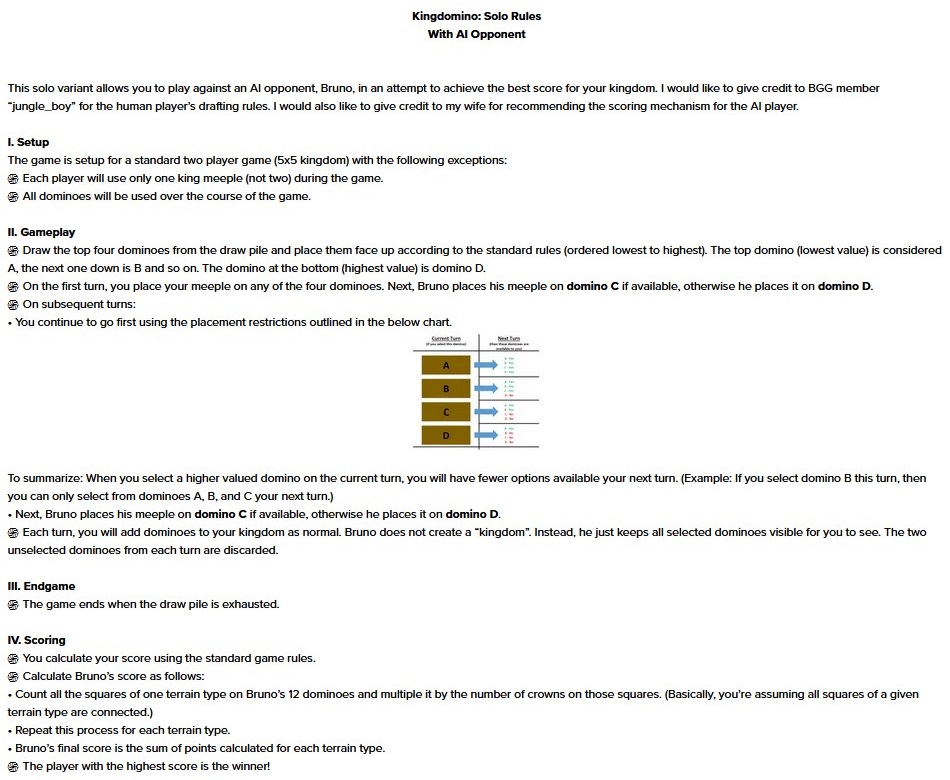 Kingdomino: Solo Rules
With AI Opponent
This solo variant allows you to play against an AI opponent, Bruno, in an attempt to achieve the best score for your kingdom. I would like to give credit to BGG member
"jungle_boy" for the human player's drafting rules. I would also like to give credit to my wife for recommending the scoring mechanism for the AI player.
I. Setup
The game is setup for a standard two player game (5x5 kingdom) with the following exceptions:
Each player will use only one king meeple (not two) during the game.
All dominoes will be used over the course of the game.
II. Gameplay
Draw the top four dominoes from the draw pile and place them face up according to the standard rules (ordered lowest to highest). The top domino (lowest value) is considered
A, the next one down is B and so on. The domino at the bottom (highest value) is domino D.
On the first turn, you place your meeple on any of the four dominoes. Next, Bruno places his meeple on domino C if available, otherwise he places it on domino D.
On subsequent turns:
• You continue to go first using the placement restrictions outlined in the below chart.
Current Turn Next Turn
A
B
C
D
To summarize: When you select a higher valued domino on the current turn, you will have fewer options available your next turn. (Example: If you select domino B this turn, then
you can only select from dominoes A, B, and C your next turn.)
• Next, Bruno places his meeple on domino C if available, otherwise he places it on domino D.
Each turn, you will add dominoes to your kingdom as normal. Bruno does not create a "kingdom". Instead, he just keeps all selected dominoes visible for you to see. The two
unselected dominoes from each turn are discarded.
III. Endgame
The game ends when the draw pile is exhausted.
IV. Scoring
You calculate your score using the standard game rules.
Calculate Bruno's score as follows:
• Count all the squares of one terrain type on Bruno's 12 dominoes and multiple it by the number of crowns on those squares. (Basically, you're assuming all squares of a given
terrain type are connected.)
• Repeat this process for each terrain type.
• Bruno's final score is the sum of points calculated for each terrain type.
The player with the highest score is the winner!